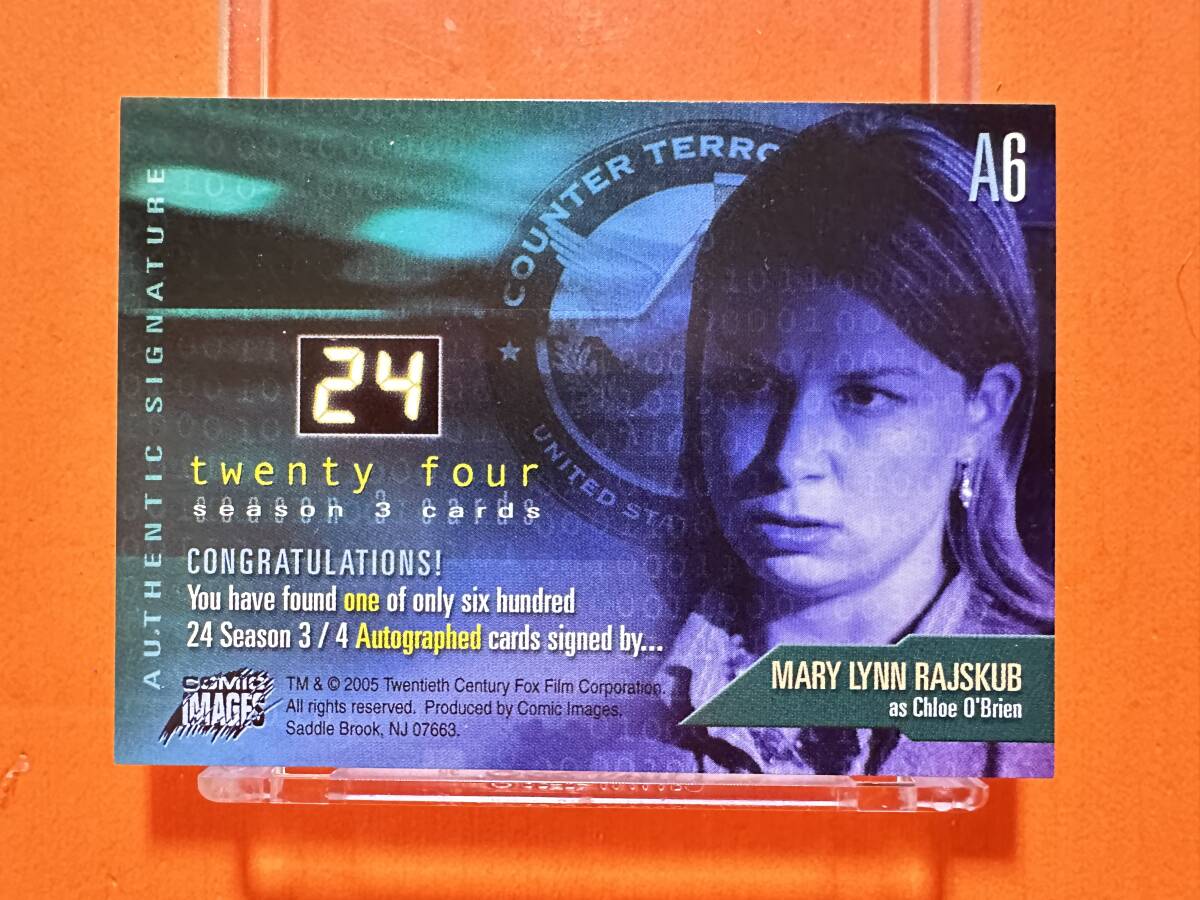 A6
COUNTER TERRO
UNITED STA
AUTHENTIC SIGNATURE
24
twenty four
season 3 cards
CONGRATULATIONS!
You have found one of only six hundred
24 Season 3 / 4 Autographed cards signed by...
MARY LYNN RAJSKUB
as Chloe O'Brien
COMIC IMAGES
TM & © 2005 Twentieth Century Fox Film Corporation.
All rights reserved. Produced by Comic Images,
Saddle Brook, NJ 07663.